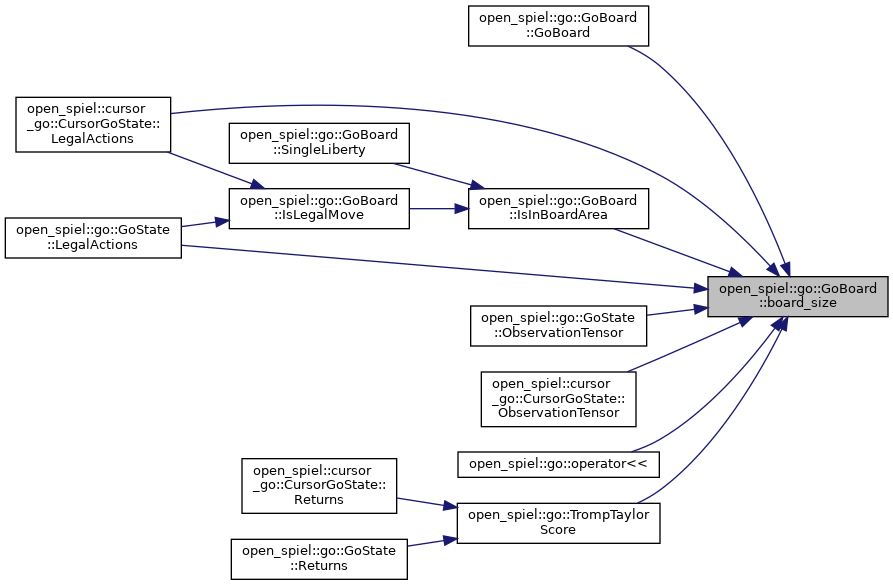 open_spiel::go::GoBoard
::GoBoard
open_spiel::cursor
_go::CursorGoState::
LegalActions
open_spiel::go::GoBoard
::SingleLiberty
open_spiel::go::GoBoard
::IsLegalMove
open_spiel::go::GoBoard
::IsInBoardArea
open_spiel::go::GoState
::LegalActions
open_spiel::go::GoBoard
::board_size
open_spiel::go::GoState
::ObservationTensor
open_spiel::cursor
_go::CursorGoState::
ObservationTensor
open_spiel::go::operator<<
open_spiel::cursor
_go::CursorGoState::
Returns
open_spiel::go::TrompTaylor
Score
open_spiel::go::GoState
::Returns